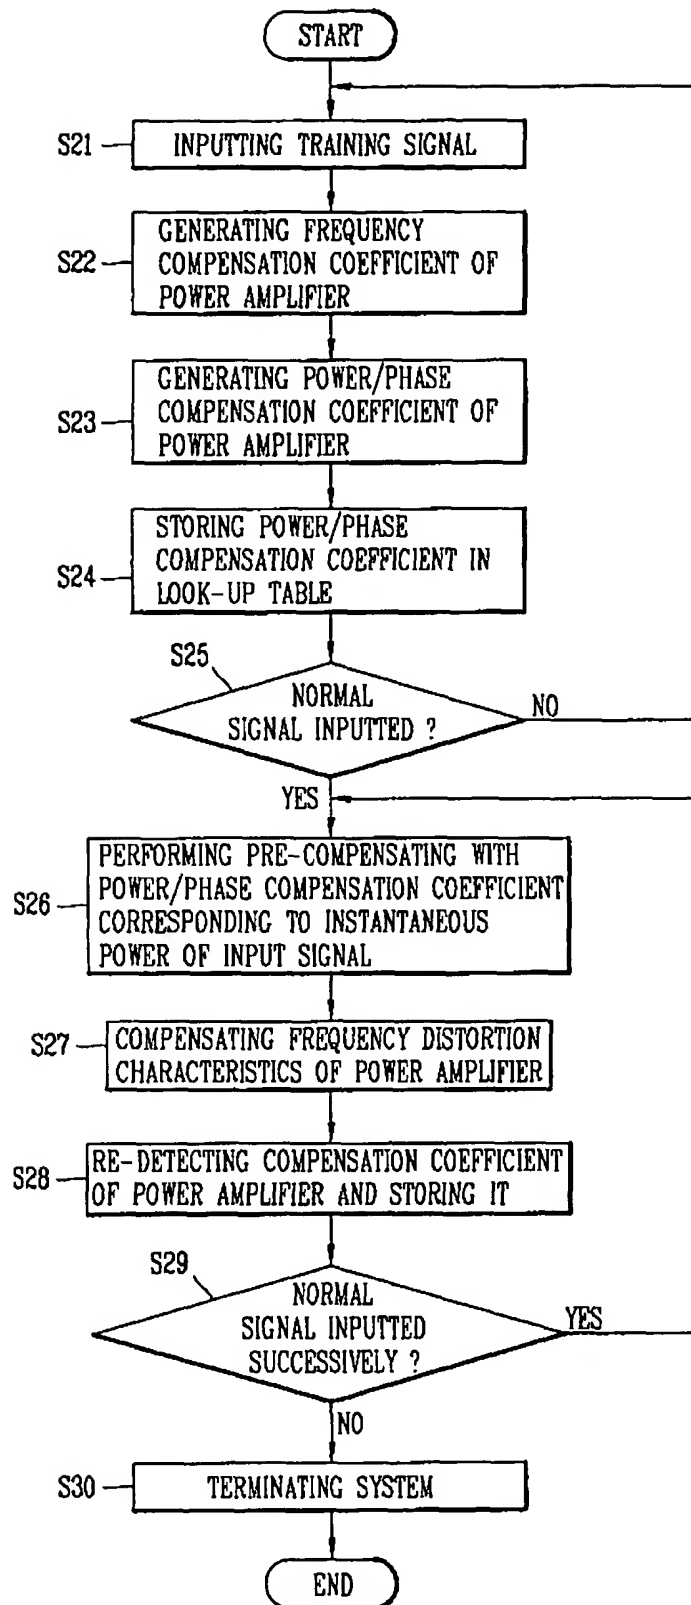 START
S21
INPUTTING TRAINING SIGNAL
S22
GENERATING FREQUENCY
COMPENSATION COEFFICIENT OF
POWER AMPLIFIER
S23
GENERATING POWER/PHASE
COMPENSATION COEFFICIENT OF
POWER AMPLIFIER
S24
STORING POWER/PHASE
COMPENSATION COEFFICIENT IN
LOOK-UP TABLE
S25
NORMAL
SIGNAL INPUTTED ?
NO
YES
S26
PERFORMING PRE-COMPENSATING WITH
POWER/PHASE COMPENSATION COEFFICIENT
CORRESPONDING TO INSTANTANEOUS
POWER OF INPUT SIGNAL
S27
COMPENSATING FREQUENCY DISTORTION
CHARACTERISTICS OF POWER AMPLIFIER
S28
RE-DETECTING COMPENSATION COEFFICIENT
OF POWER AMPLIFIER AND STORING IT
S29
NORMAL
SIGNAL INPUTTED
SUCCESSIVELY ?
YES
NO
S30
TERMINATING SYSTEM
END